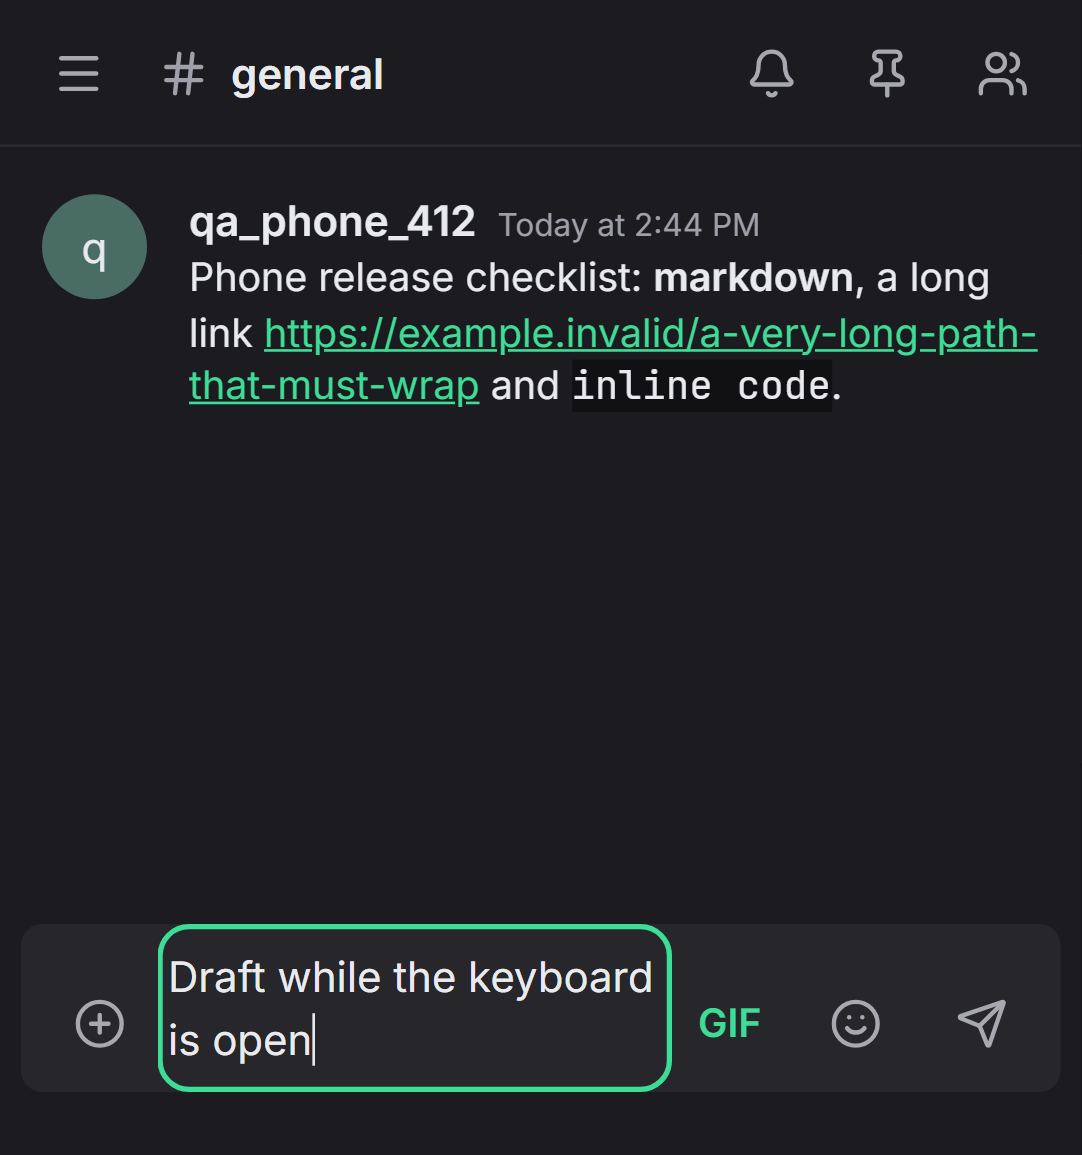 # general
q
qa_phone_412 Today at 2:44 PM
Phone release checklist: markdown, a long
link https://example.invalid/a-very-long-path-
that-must-wrap and inline code.
Draft while the keyboard
is open
GIF